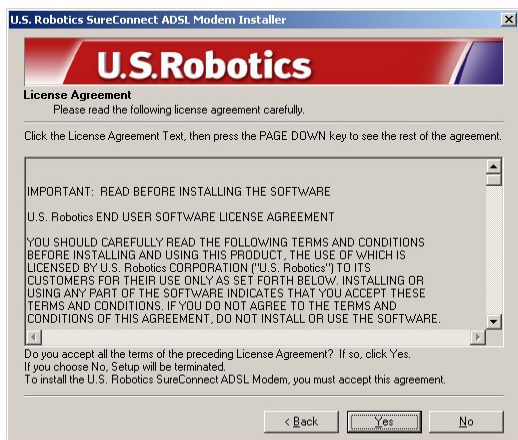 U.S. Robotics SureConnect ADSL Modem Installer
U.S.Robotics
License Agreement
Please read the following license agreement carefully.
Click the License Agreement Text, then press the PAGE DOWN key to see the rest of the agreement.
IMPORTANT: READ BEFORE INSTALLING THE SOFTWARE
U.S. Robotics END USER SOFTWARE LICENSE AGREEMENT
YOU SHOULD CAREFULLY READ THE FOLLOWING TERMS AND CONDITIONS
BEFORE INSTALLING AND USING THIS PRODUCT, THE USE OF WHICH IS
LICENSED BY U.S. Robotics CORPORATION ("U.S. Robotics") TO ITS
CUSTOMERS FOR THEIR USE ONLY AS SET FORTH BELOW. INSTALLING OR
USING ANY PART OF THE SOFTWARE INDICATES THAT YOU ACCEPT THESE
TERMS AND CONDITIONS. IF YOU DO NOT AGREE TO THE TERMS AND
CONDITIONS OF THIS AGREEMENT, DO NOT INSTALL OR USE THE SOFTWARE.
Do you accept all the terms of the preceding License Agreement? If so, click Yes.
If you choose No, Setup will be terminated.
To install the U.S. Robotics SureConnect ADSL Modem, you must accept this agreement.
< Back
Yes
No